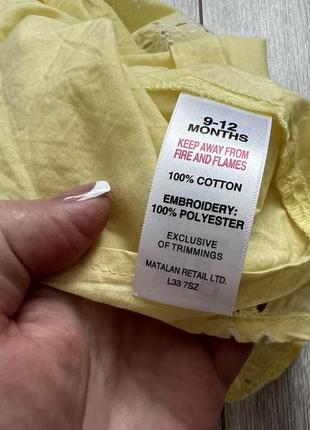 9-12
MONTHS
KEEP AWAY FROM
FIRE AND FLAMES
100% COTTON
EMBROIDERY:
100% POLYESTER
EXCLUSIVE
OF TRIMMINGS
MATALAN RETAIL LTD.
L33 7SZ